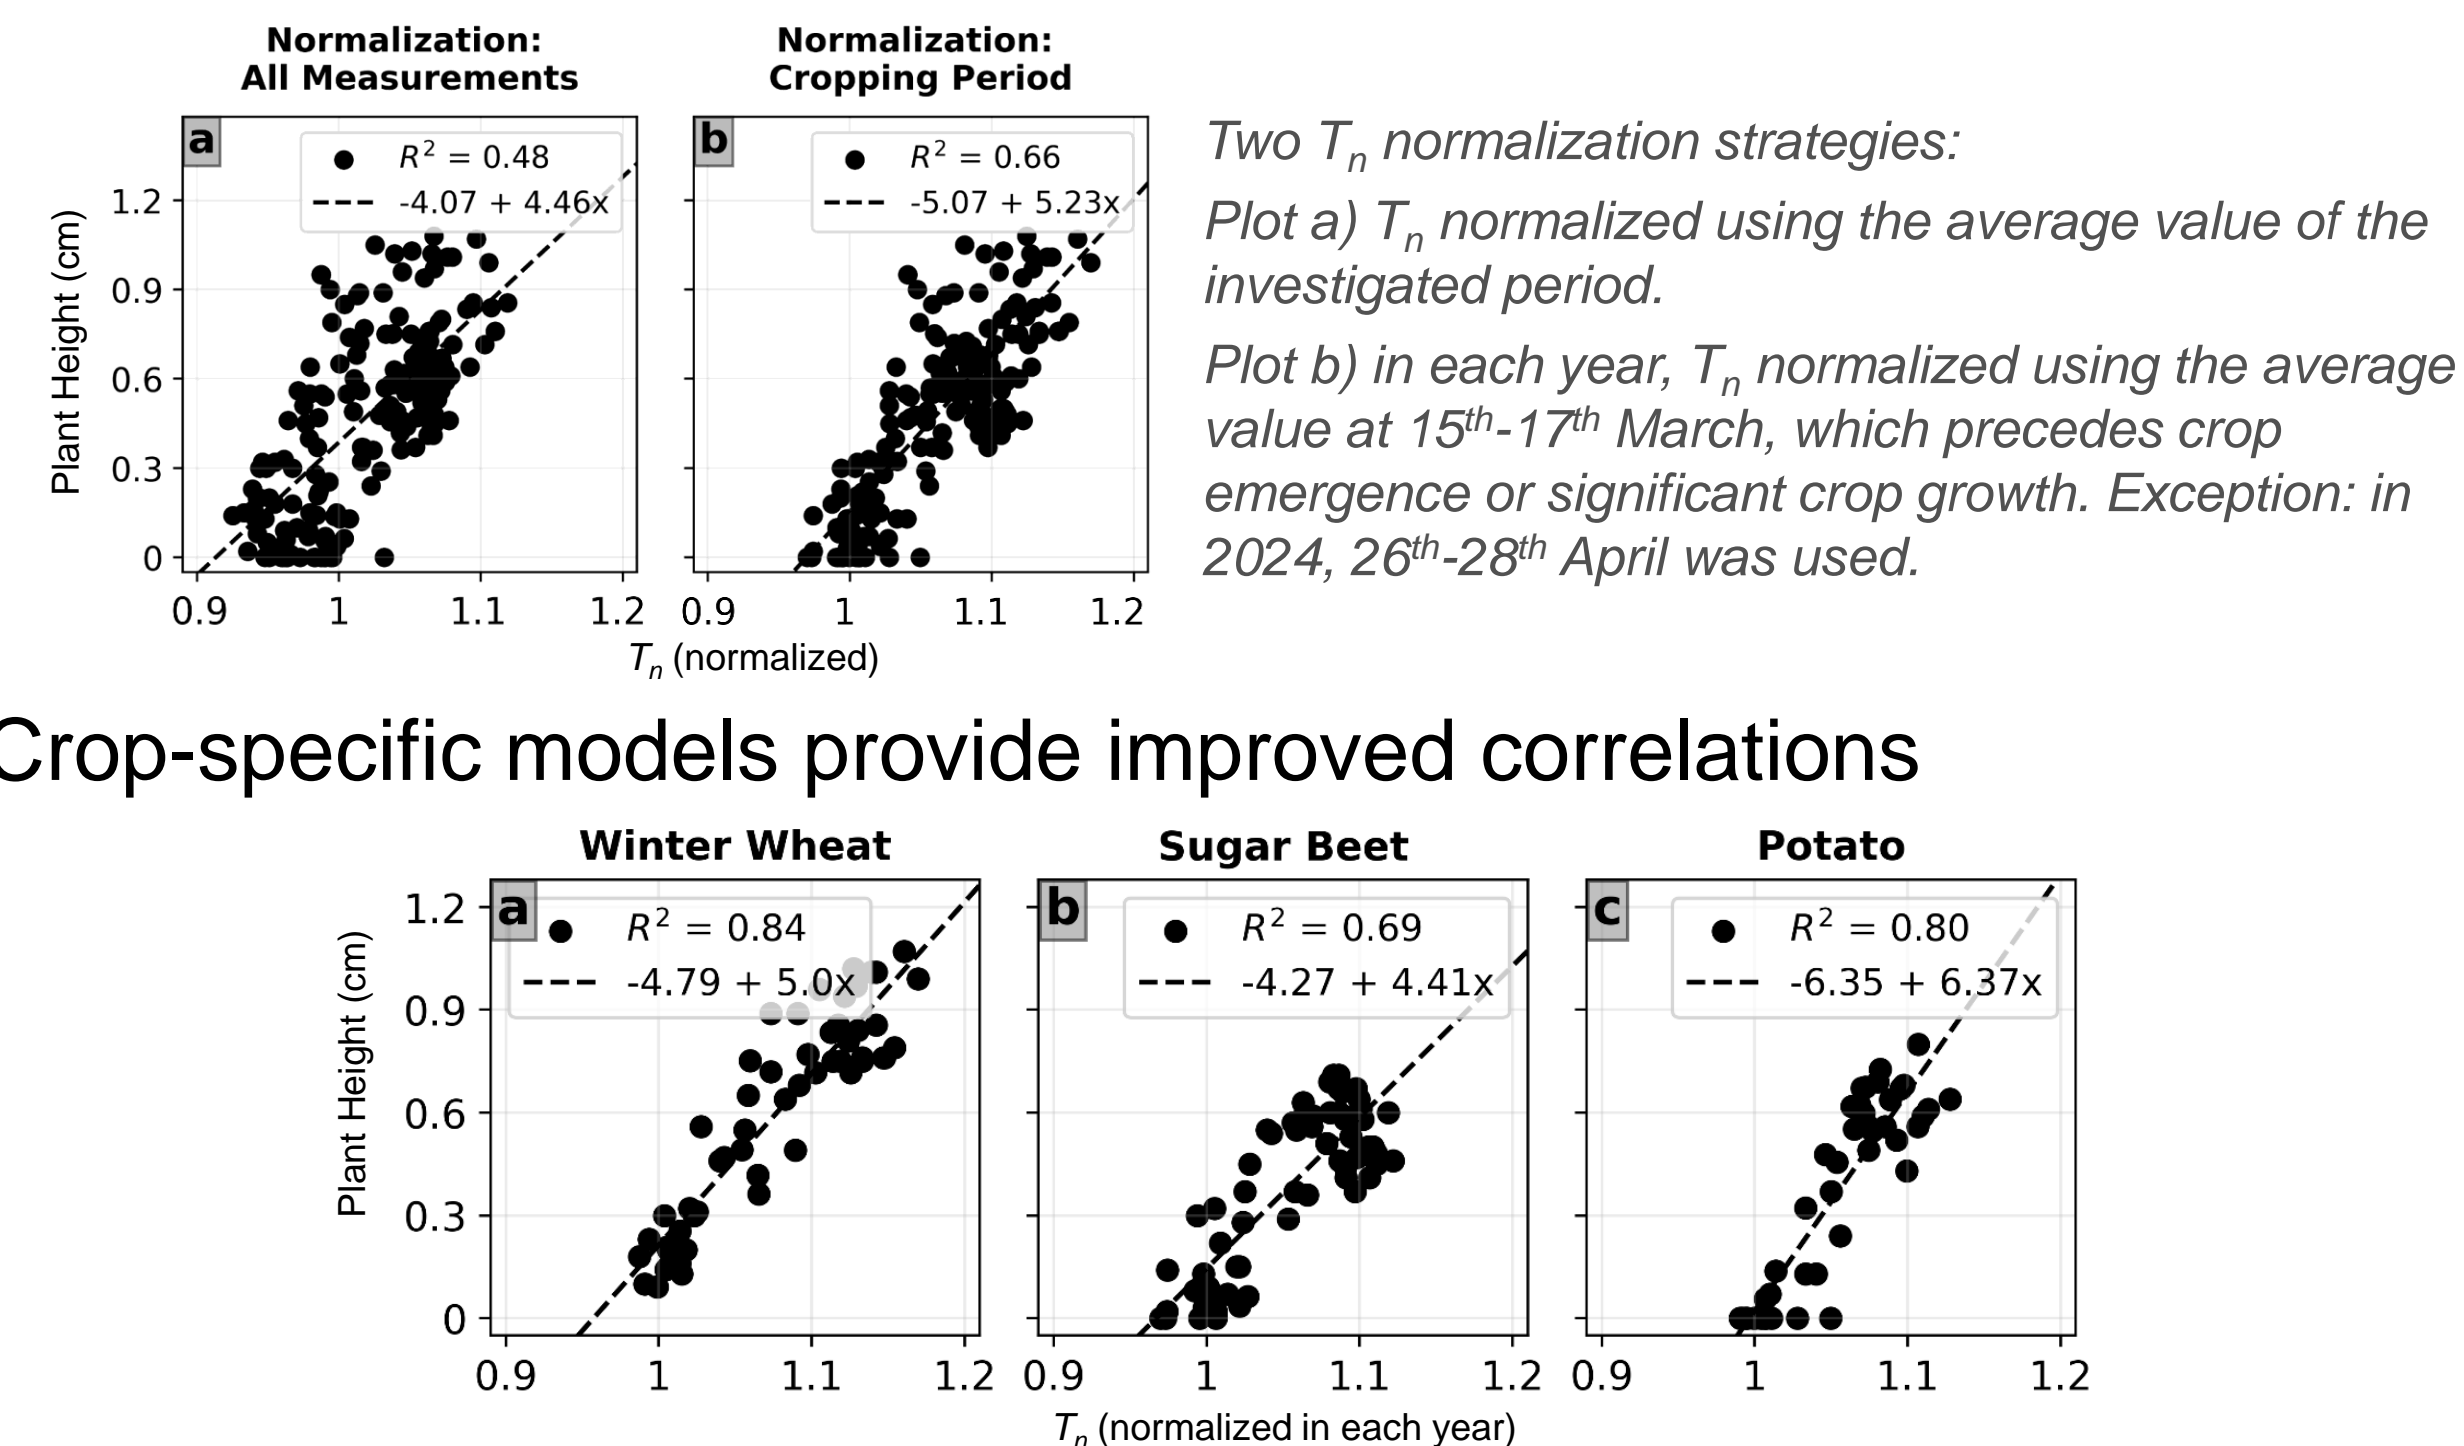 Normalization:
All Measurements
Normalization:
Cropping Period
a
R² = 0.48
-4.07 + 4.46x
b
R² = 0.66
-5.07 + 5.23x
Plant Height (cm)
1.2
0.9
0.6
0.3
0
0.9 1 1.1 1.2
0.9 1 1.1 1.2
Tn (normalized)
Two Tn normalization strategies:
Plot a) Tn normalized using the average value of the
investigated period.
Plot b) in each year, Tn normalized using the average
value at 15th-17th March, which precedes crop
emergence or significant crop growth. Exception: in
2024, 26th-28th April was used.
Crop-specific models provide improved correlations
Winter Wheat
Sugar Beet
Potato
a
R² = 0.84
-4.79 + 5.0x
b
R² = 0.69
-4.27 + 4.41x
c
R² = 0.80
-6.35 + 6.37x
Plant Height (cm)
1.2
0.9
0.6
0.3
0
0.9 1 1.1 1.2
0.9 1 1.1 1.2
0.9 1 1.1 1.2
Tn (normalized in each year)